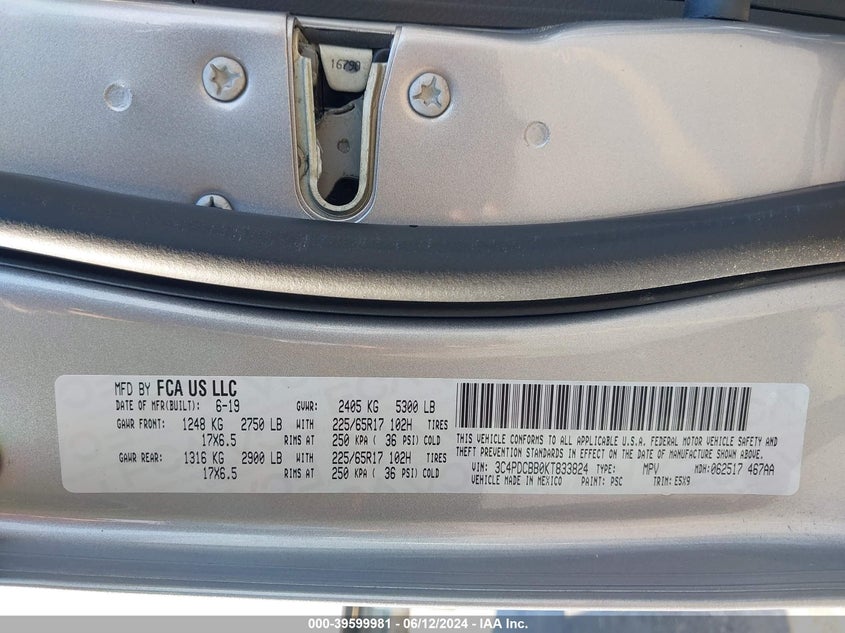 16790
MFD BY FCA US LLC
DATE OF MFR(BUILT): 6-19 GVWR: 2405 KG 5300 LB
GAWR FRONT: 1248 KG 2750 LB WITH 225/65R17 102H TIRES
17X6.5 RIMS AT 250 KPA ( 36 PSI) COLD
GAWR REAR: 1316 KG 2900 LB WITH 225/65R17 102H TIRES
17X6.5 RIMS AT 250 KPA ( 36 PSI) COLD
THIS VEHICLE CONFORMS TO ALL APPLICABLE U.S.A. FEDERAL MOTOR VEHICLE SAFETY AND
THEFT PREVENTION STANDARDS IN EFFECT ON THE DATE OF MANUFACTURE SHOWN ABOVE.
VIN: 3C4PDCBB0KT833824 TYPE: MPV MDH: 062517 467AA
VEHICLE MADE IN MEXICO PAINT: PSC TRIM: E5X9
000-39599981 - 06/12/2024 - IAA, Inc.